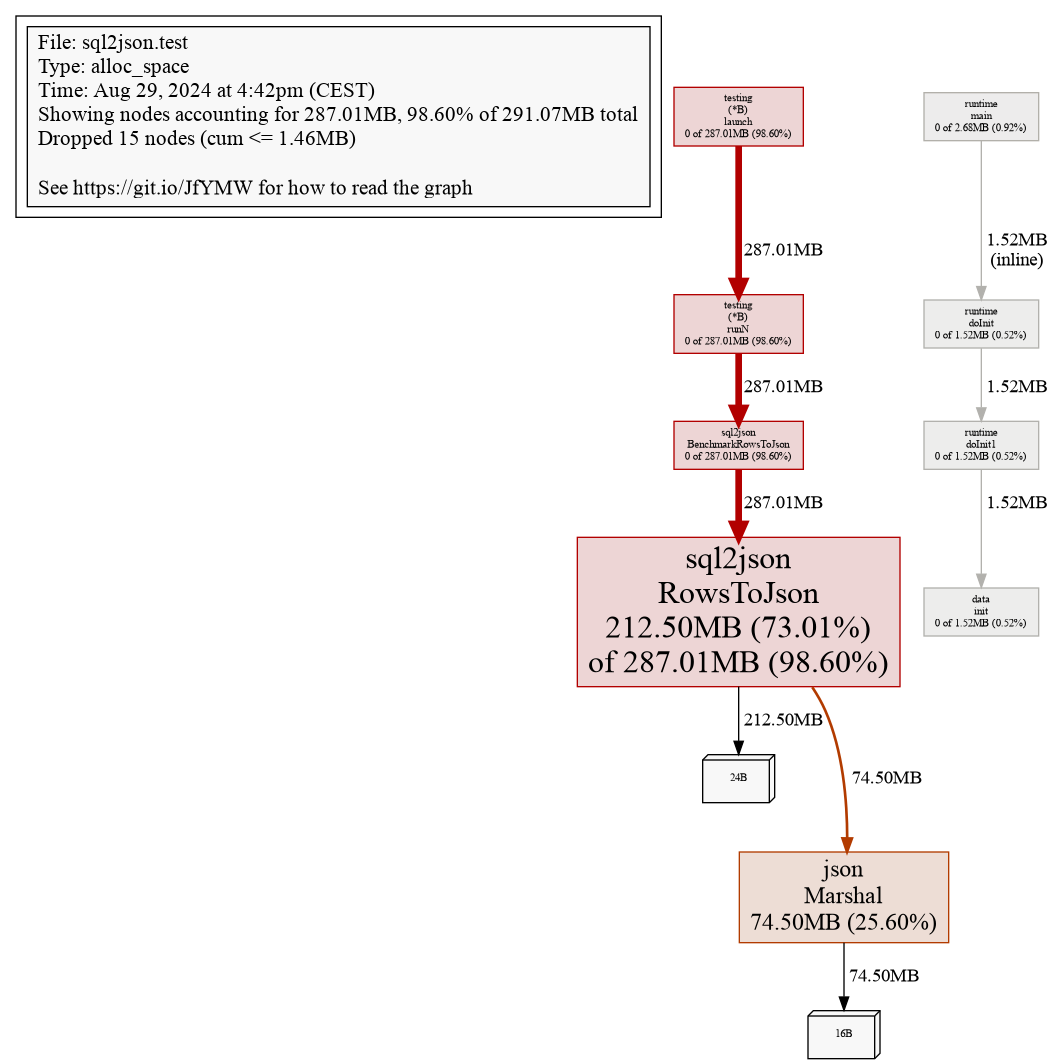 File: sql2json.test
Type: alloc_space
Time: Aug 29, 2024 at 4:42pm (CEST)
Showing nodes accounting for 287.01MB, 98.60% of 291.07MB total
Dropped 15 nodes (cum <= 1.46MB)
See https://git.io/JfYMW for how to read the graph
testing
(*B)
launch
0 of 287.01MB (98.60%)
287.01MB
testing
(*B)
runN
0 of 287.01MB (98.60%)
287.01MB
sql2json
BenchmarkRowsToJson
0 of 287.01MB (98.60%)
287.01MB
sql2json
RowsToJson
212.50MB (73.01%)
of 287.01MB (98.60%)
212.50MB
24B
74.50MB
json
Marshal
74.50MB (25.60%)
74.50MB
16B
runtime
main
0 of 2.68MB (0.92%)
1.52MB
(inline)
runtime
doInit
0 of 1.52MB (0.52%)
1.52MB
runtime
doInit1
0 of 1.52MB (0.52%)
1.52MB
data
init
0 of 1.52MB (0.52%)